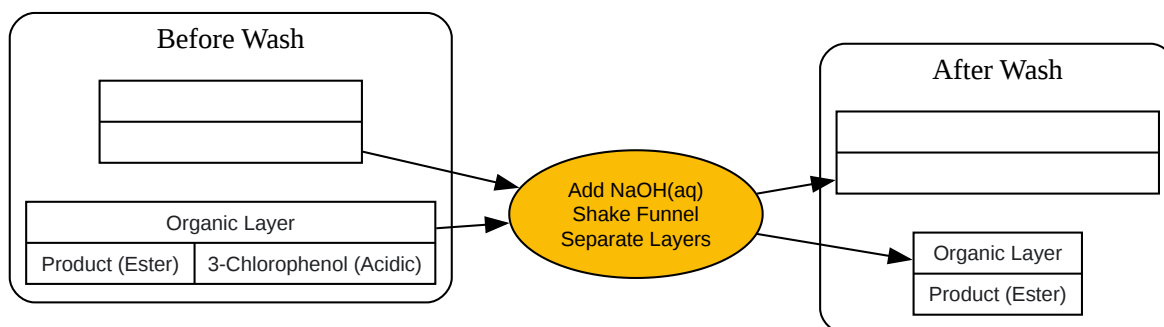 Before Wash
Organic Layer
Product (Ester)
3-Chlorophenol (Acidic)
Add NaOH(aq)
Shake Funnel
Separate Layers
After Wash
Organic Layer
Product (Ester)